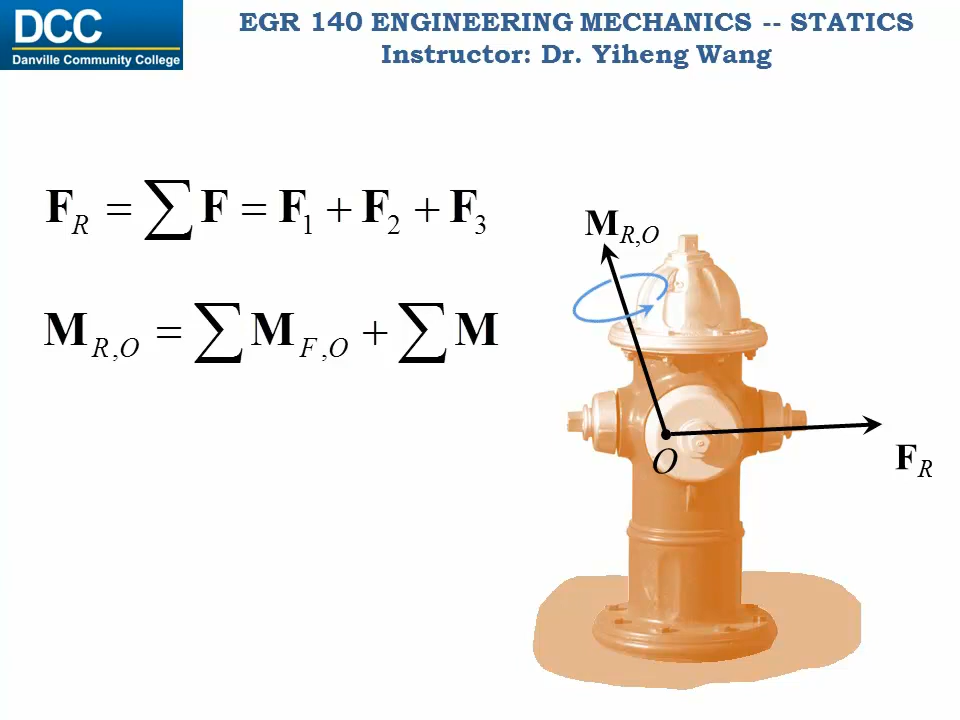 DCC
Danville Community College
EGR 140 ENGINEERING MECHANICS -- STATICS
Instructor: Dr. Yiheng Wang
F_R = ∑ F = F_1 + F_2 + F_3
M_{R,O} = ∑ M_{F,O} + ∑ M
M_{R,O}
O
F_R